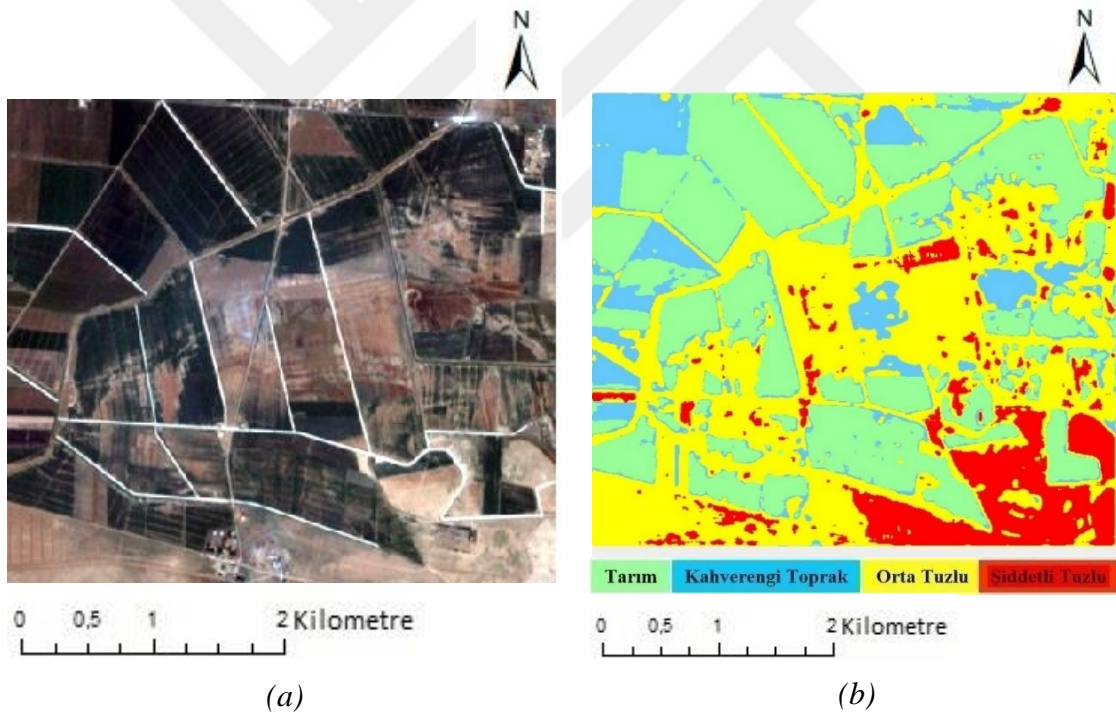 N
N
Tarım Kahverengi Toprak Orta Tuzlu Şiddetli Tuzlu
0 0,5 1 2 Kilometre
0 0,5 1 2 Kilometre
(a)
(b)